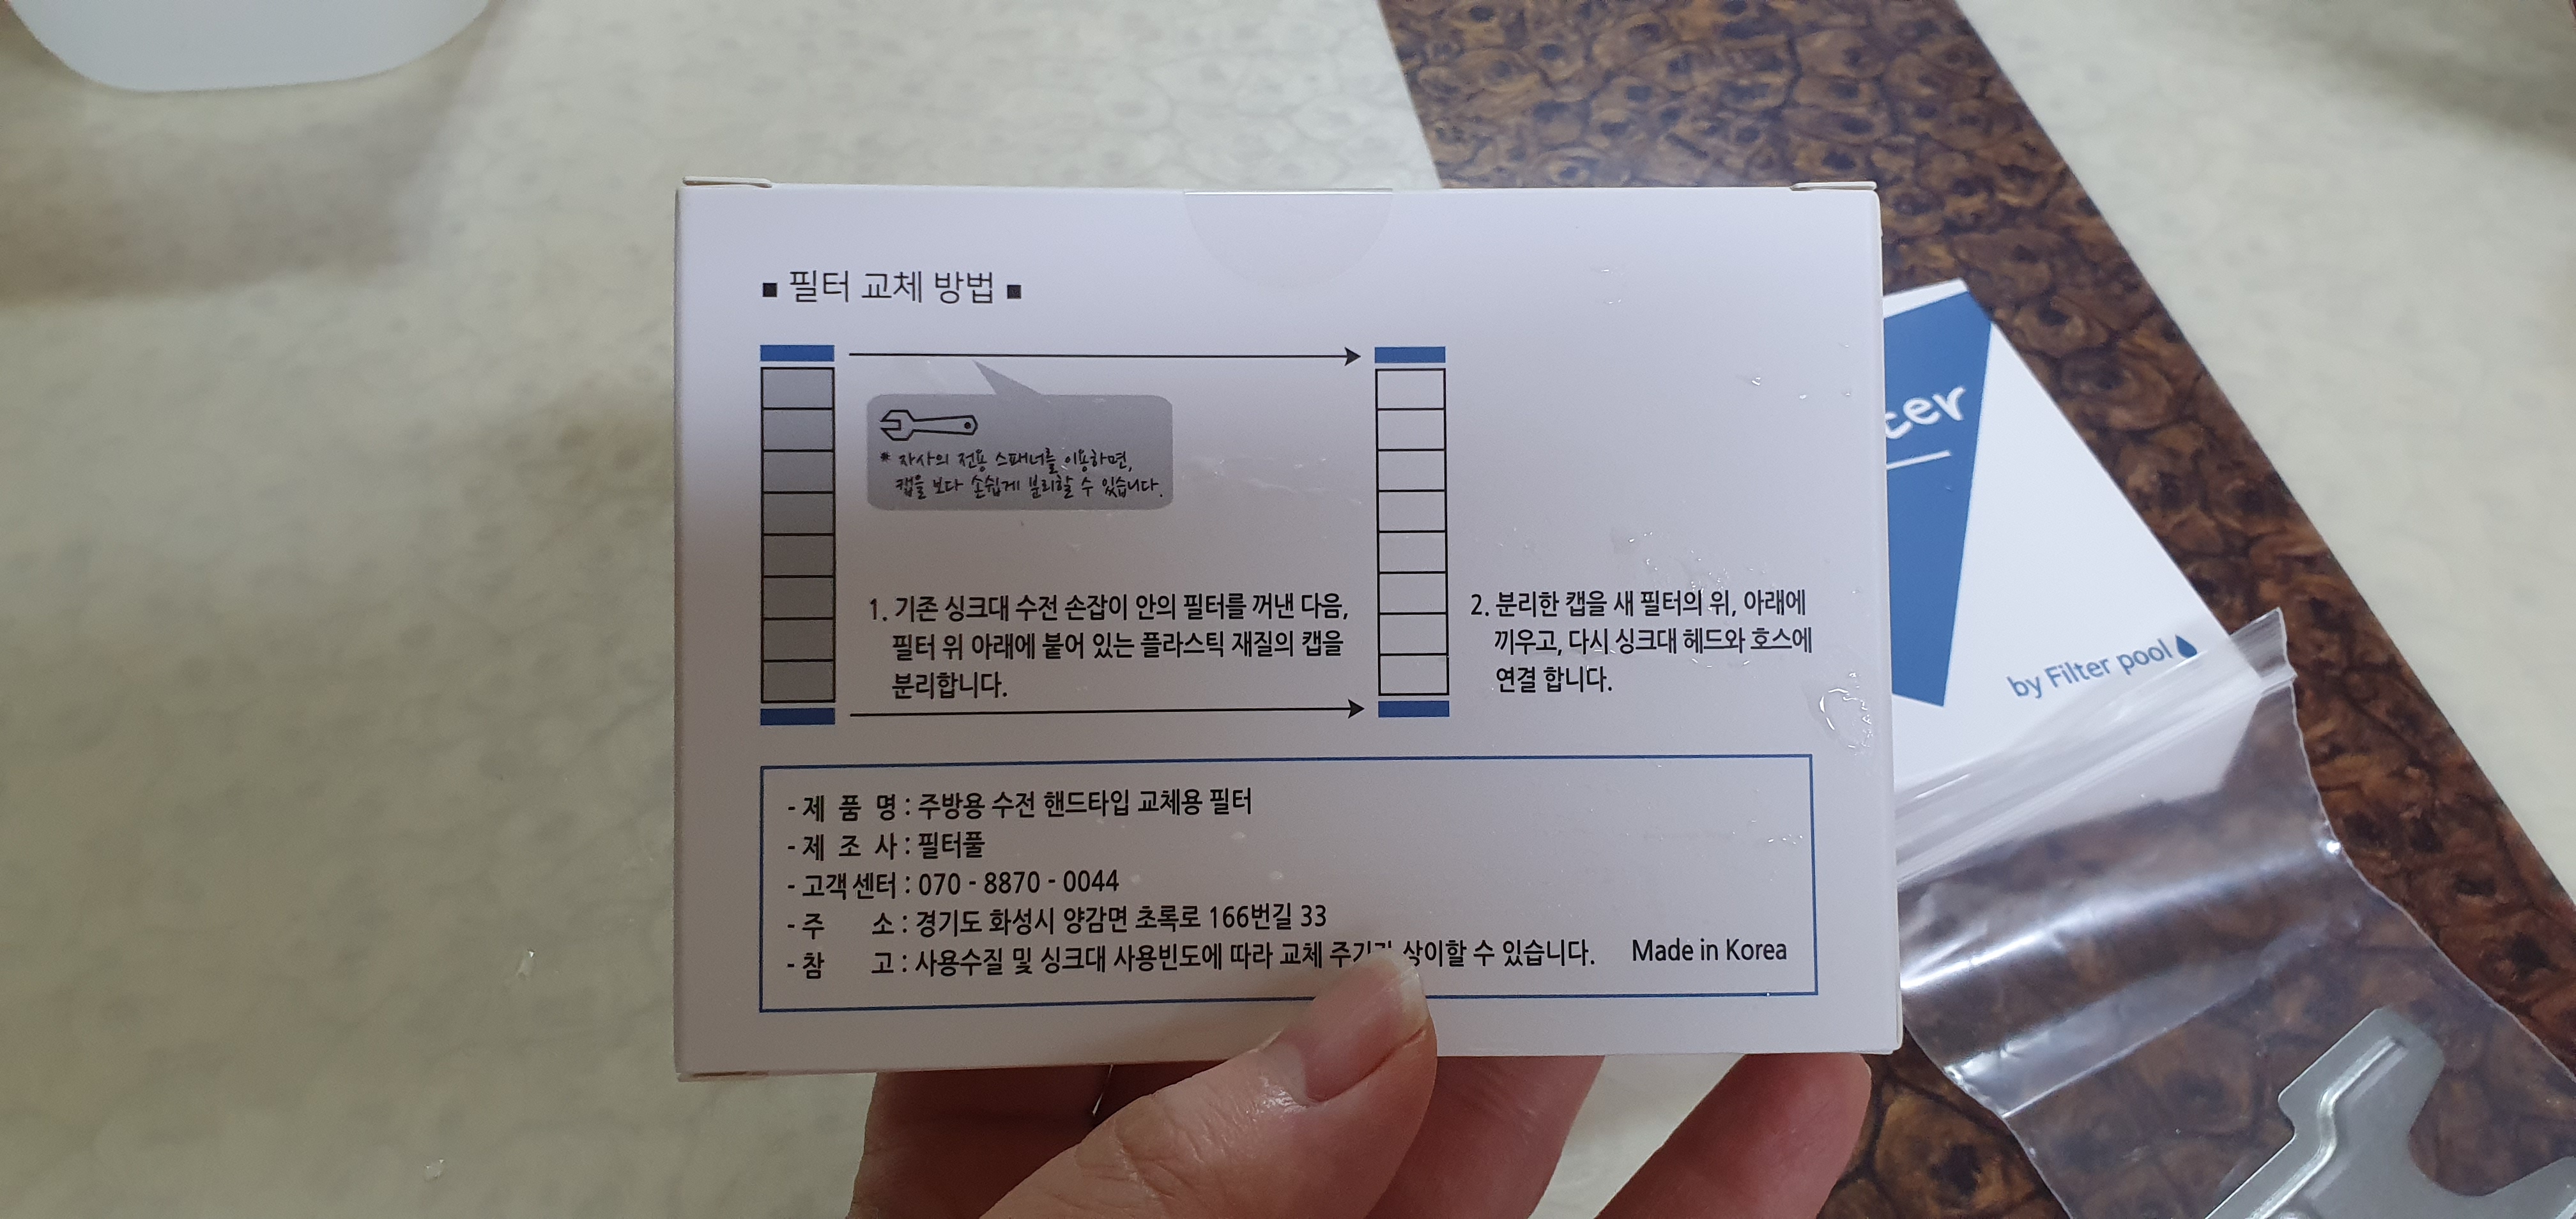 ■ 필터 교체 방법 ■
* 자사의 전용 스패너를 이용하면,
캡을 보다 손쉽게 분리할 수 있습니다.
1. 기존 싱크대 수전 손잡이 안의 필터를 꺼낸 다음,
필터 위 아래에 붙어 있는 플라스틱 재질의 캡을
분리합니다.
2. 분리한 캡을 새 필터의 위, 아래에
끼우고, 다시 싱크대 헤드와 호스에
연결 합니다.
- 제 품 명 : 주방용 수전 핸드타입 교체용 필터
- 제 조 사 : 필터풀
- 고객센터 : 070 - 8870 - 0044
- 주 소 : 경기도 화성시 양감면 초록로 166번길 33
- 참 고 : 사용수질 및 싱크대 사용빈도에 따라 교체 상이할 수 있습니다. Made in Korea
by Filter pool